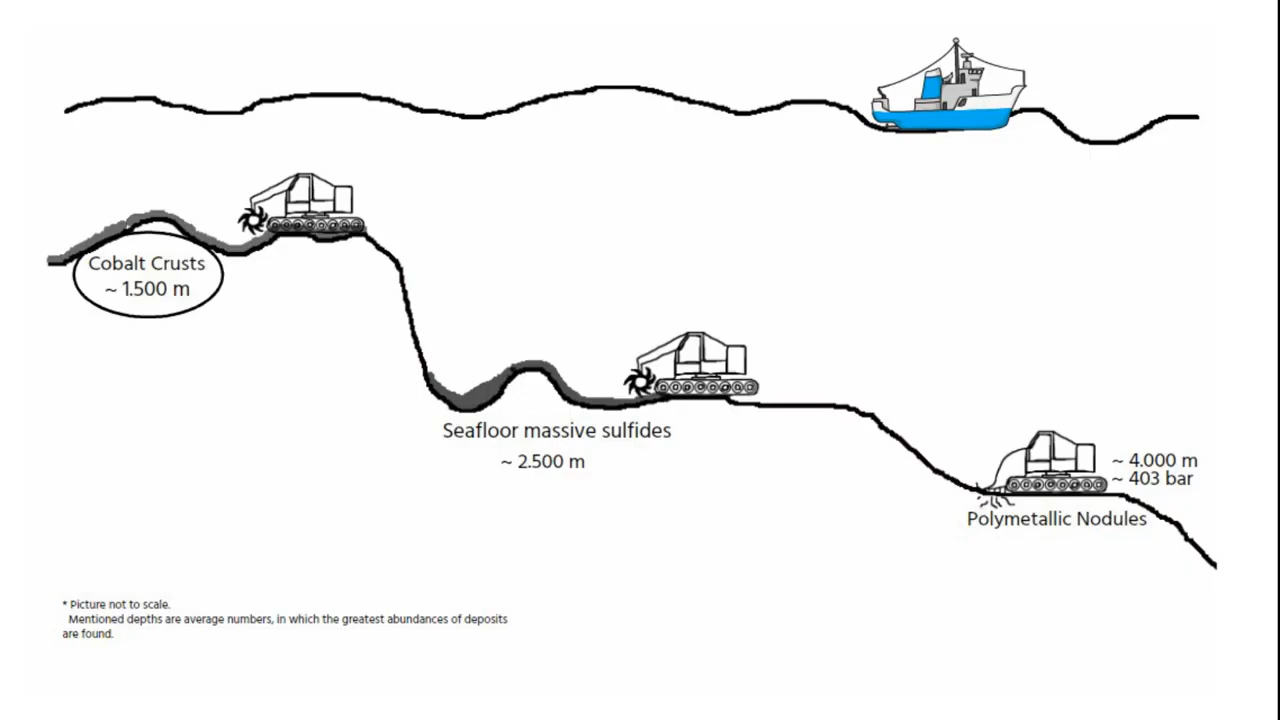 Cobalt Crusts
~ 1.500 m
Seafloor massive sulfides
~ 2.500 m
~ 4.000 m
~ 403 bar
Polymetallic Nodules
* Picture not to scale.
Mentioned depths are average numbers, in which the greatest abundances of deposits
are found.